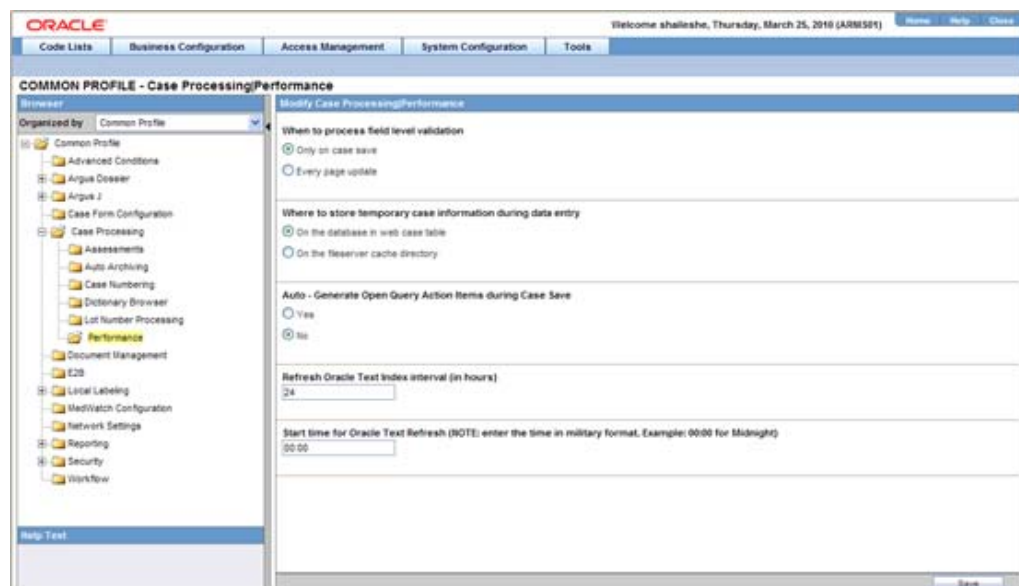 ORACLE
Welcome shaileshe, Thursday, March 25, 2010 (ARMIS01)
Home Help Close
Code Lists Business Configuration Access Management System Configuration Tools
COMMON PROFILE - Case Processing|Performance
Browser
Organized by Common Profile
Common Profile
Advanced Conditions
Argus Dossier
Argus J
Case Form Configuration
Case Processing
Assessments
Auto Archiving
Case Numbering
Dictionary Browser
Lot Number Processing
Performance
Document Management
E2B
Local Labeling
MedWatch Configuration
Network Settings
Reporting
Security
Workflow
Help Text
Modify Case Processing|Performance
When to process field level validation
Only on case save
Every page update
Where to store temporary case information during data entry
On the database in web case table
On the fileserver cache directory
Auto - Generate Open Query Action Items during Case Save
Yes
No
Refresh Oracle Text Index interval (in hours)
24
Start time for Oracle Text Refresh (NOTE: enter the time in military format. Example: 00:00 for Midnight)
00:00
Save